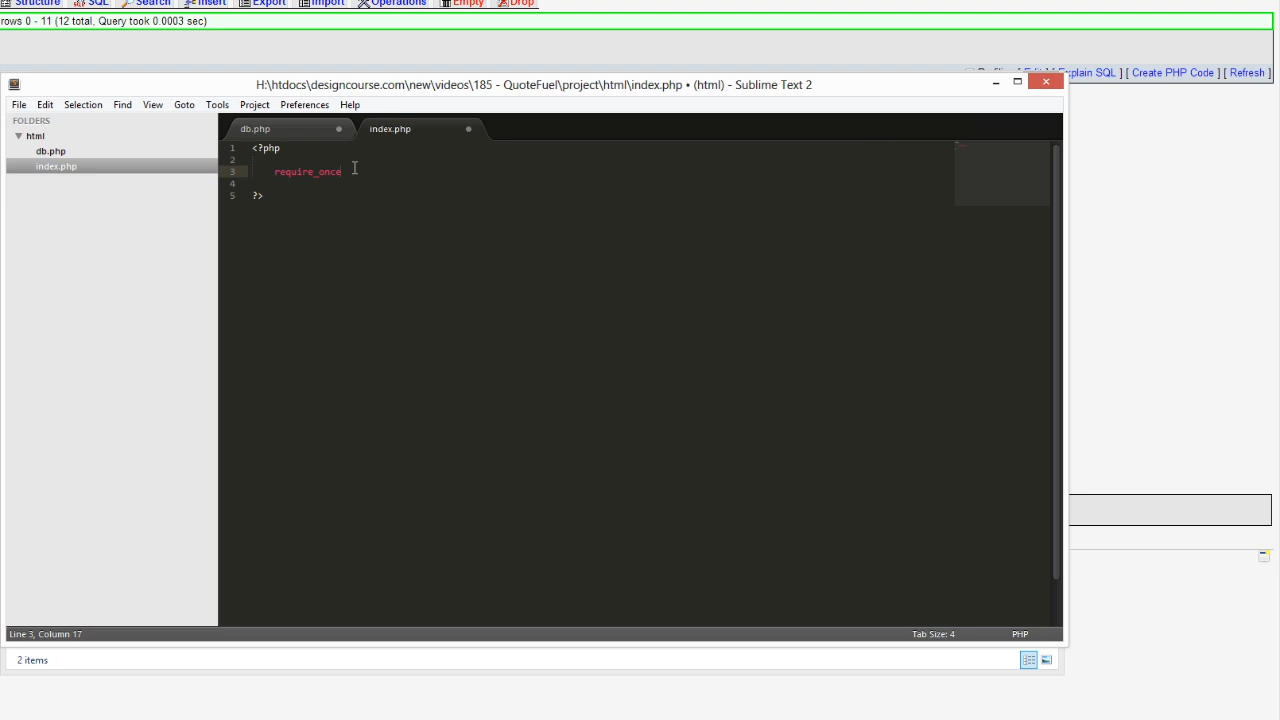 Structure SQL Search Insert Export Import Operations Empty Drop
rows 0 - 11 (12 total, Query took 0.0003 sec)
[ Edit ] [ Explain SQL ] [ Create PHP Code ] [ Refresh ]
H:\htdocs\designcourse.com\new\videos\185 - QuoteFuel\project\html\index.php • (html) - Sublime Text 2
File Edit Selection Find View Goto Tools Project Preferences Help
FOLDERS
html
db.php
index.php
db.php index.php
1 <?php
2
3 require_once
4
5 ?>
Line 3, Column 17 Tab Size: 4 PHP
2 items